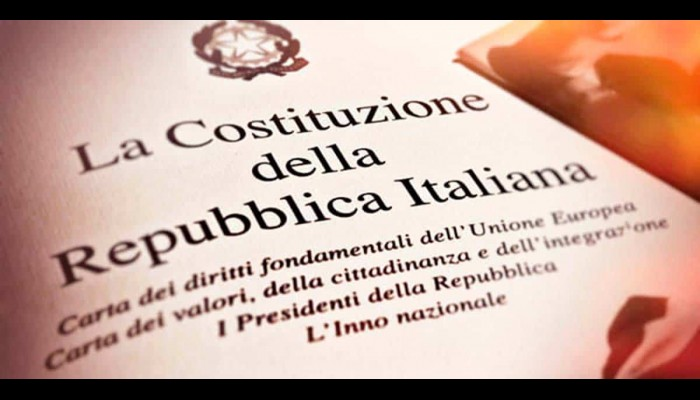 La Costituzione
della
Repubblica Italiana
Carta dei diritti fondamentali dell'Unione Europea
Carta dei valori, della cittadinanza e dell'integrazione
I Presidenti della Repubblica
L'Inno nazionale